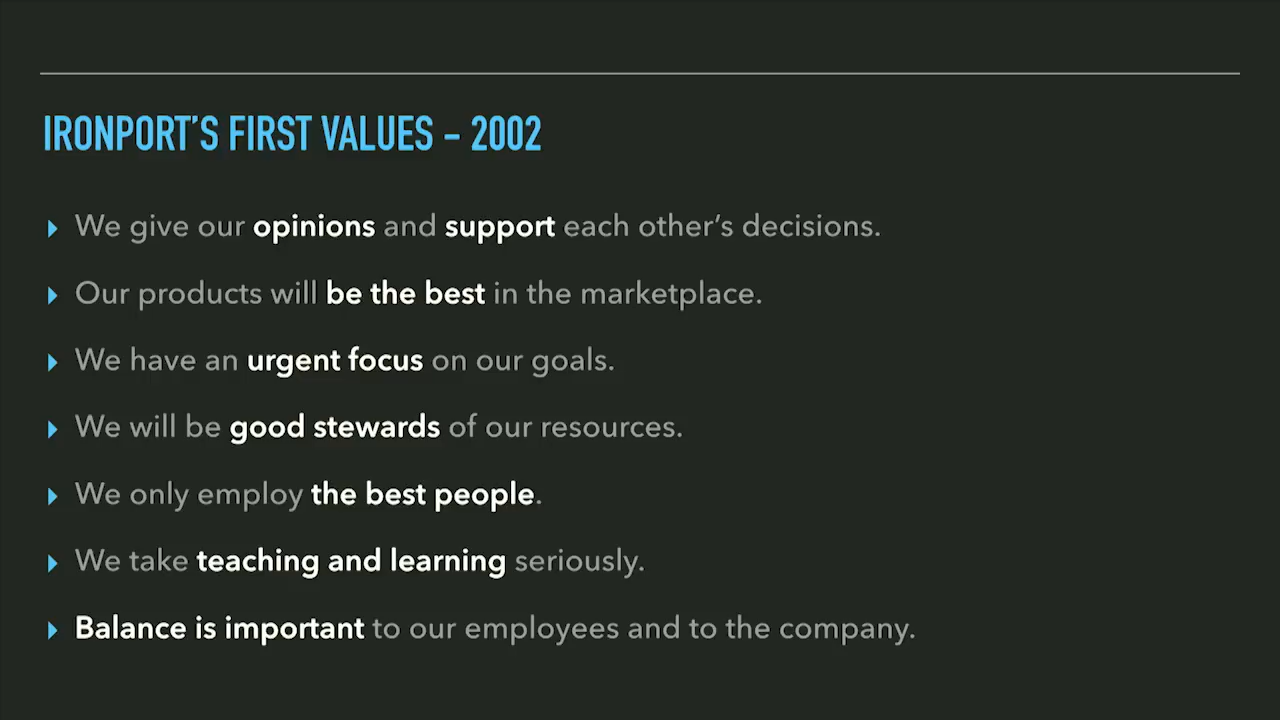 IRONPORT'S FIRST VALUES – 2002
We give our opinions and support each other's decisions.
Our products will be the best in the marketplace.
We have an urgent focus on our goals.
We will be good stewards of our resources.
We only employ the best people.
We take teaching and learning seriously.
Balance is important to our employees and to the company.